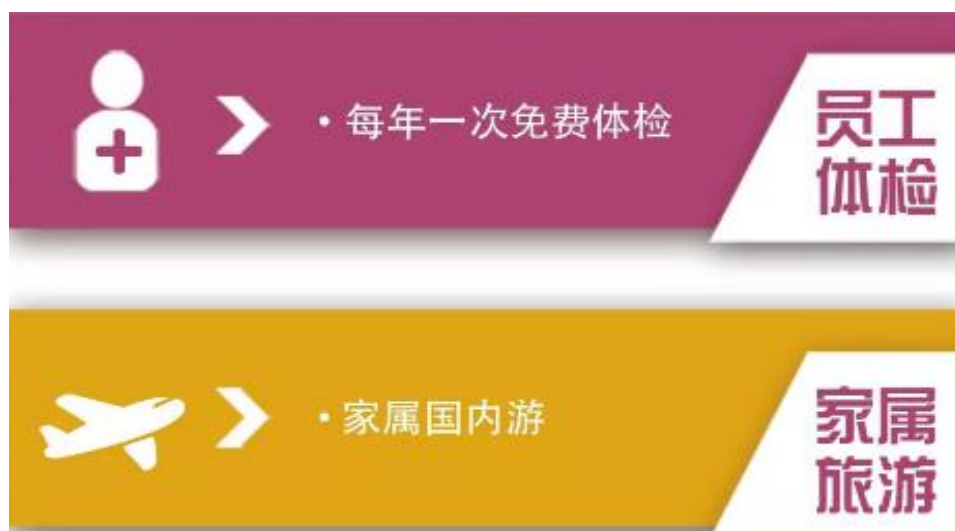 ·每年一次免费体检
员工
体检
·家属国内游
家属
旅游